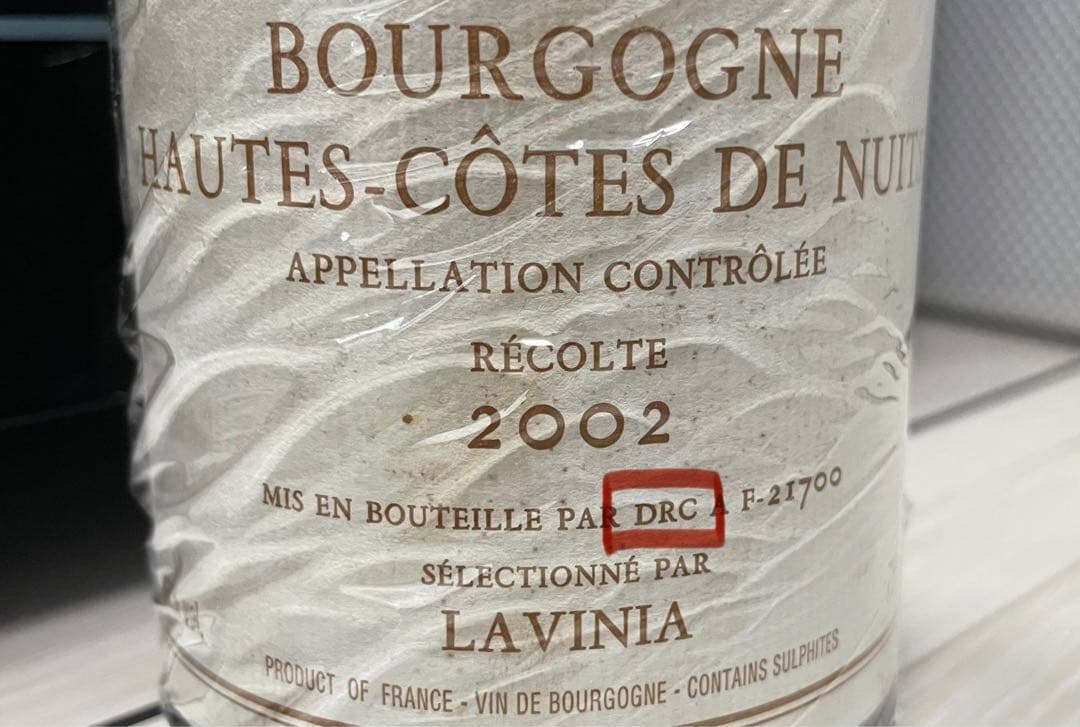 BOURGOGNE
HAUTES-CÔTES DE NUITS
APPELLATION CONTRÔLÉE
RÉCOLTE
2002
MIS EN BOUTEILLE PAR DRC A F-21700
SÉLECTIONNÉ PAR
LAVINIA
PRODUCT OF FRANCE - VIN DE BOURGOGNE - CONTAINS SULPHITES